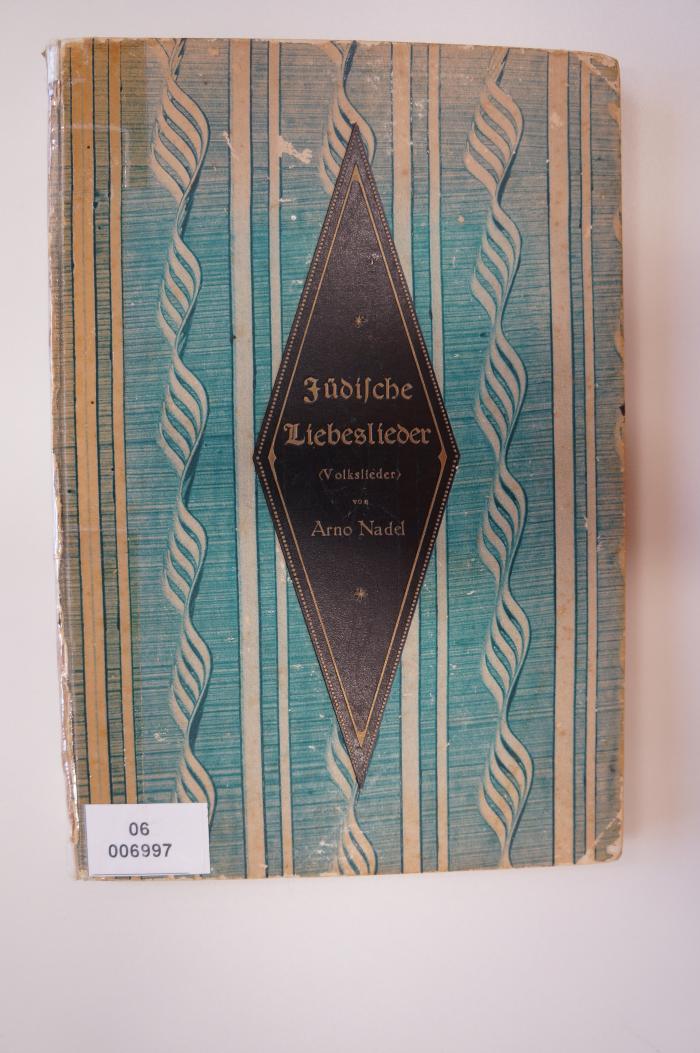 Jüdiſche
Liebeslieder
(Volkslieder)
von
Arno Nadel
06
006997